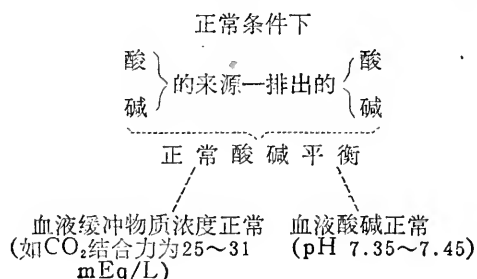 正常条件下
酸 酸
的来源—排出的
碱 碱
正常酸碱平衡
血液缓冲物质浓度正常 血液酸碱正常
(如CO₂结合力为25~31 (pH 7.35~7.45)
mEq/L)